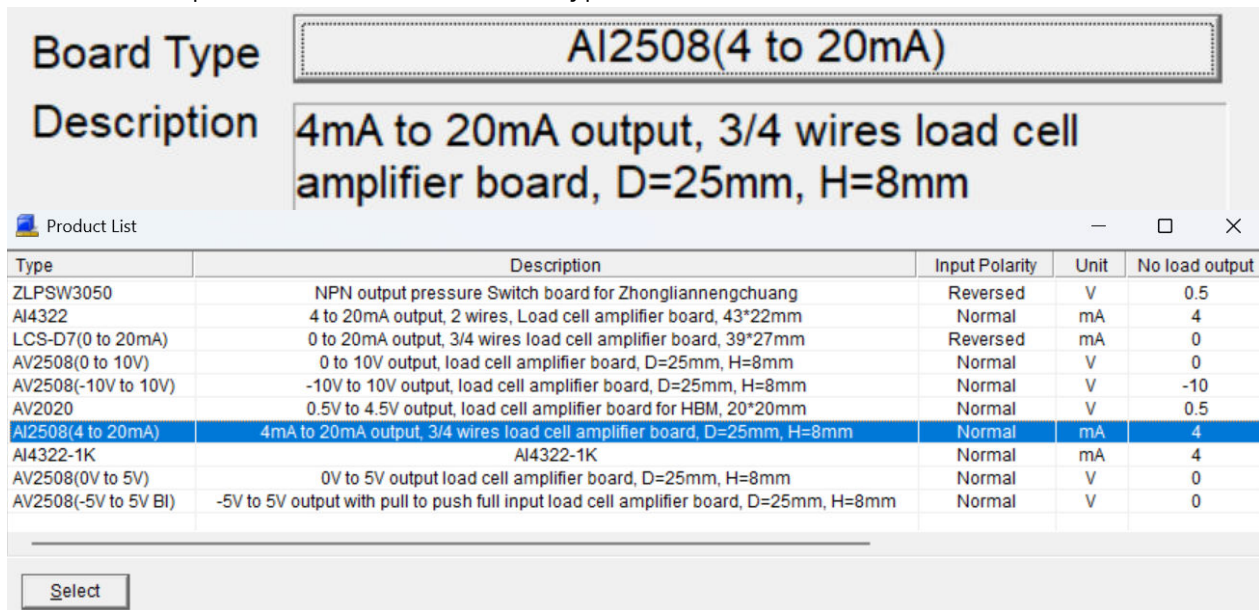 Board Type AI2508(4 to 20mA)
Description 4mA to 20mA output, 3/4 wires load cell
amplifier board, D=25mm, H=8mm
Product List
Type Description Input Polarity Unit No load output
ZLPSW3050 NPN output pressure Switch board for Zhongliannengchuang Reversed V 0.5
AI4322 4 to 20mA output, 2 wires, Load cell amplifier board, 43*22mm Normal mA 4
LCS-D7(0 to 20mA) 0 to 20mA output, 3/4 wires load cell amplifier board, 39*27mm Reversed mA 0
AV2508(0 to 10V) 0 to 10V output, load cell amplifier board, D=25mm, H=8mm Normal V 0
AV2508(-10V to 10V) -10V to 10V output, load cell amplifier board, D=25mm, H=8mm Normal V -10
AV2020 0.5V to 4.5V output, load cell amplifier board for HBM, 20*20mm Normal V 0.5
AI2508(4 to 20mA) 4mA to 20mA output, 3/4 wires load cell amplifier board, D=25mm, H=8mm Normal mA 4
AI4322-1K AI4322-1K Normal mA 4
AV2508(0V to 5V) 0V to 5V output load cell amplifier board, D=25mm, H=8mm Normal V 0
AV2508(-5V to 5V BI) -5V to 5V output with pull to push full input load cell amplifier board, D=25mm, H=8mm Normal V 0
Select